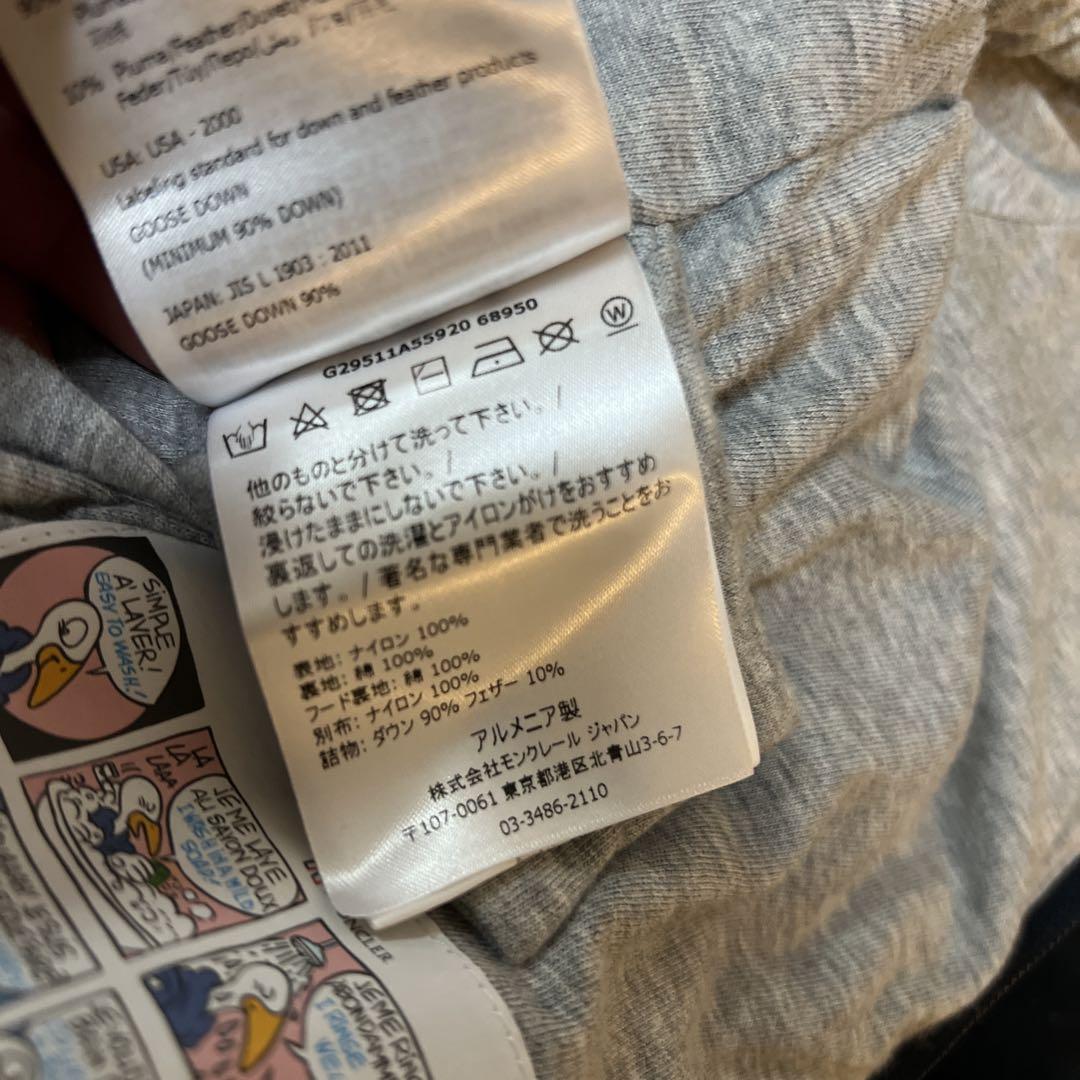 用毛
10% Piuma/Feather/Duvet/
Feder/Tüy/Перо/
USA: USA - 2000
Labeling standard for down and feather products
GOOSE DOWN
(MINIMUM 90% DOWN)
JAPAN: JIS L 1903 : 2011
GOOSE DOWN 90%
G29511A55920 68950
W
他のものと分けて洗って下さい。/
絞らないで下さい。/
浸けたままにしないで下さい。/
裏返しての洗濯とアイロンがけをおすすめ
します。/ 著名な専門業者で洗うことをお
すすめします。
表地: ナイロン 100%
裏地: 綿 100%
フード裏地: 綿 100%
別布: ナイロン 100%
詰物: ダウン 90% フェザー 10%
アルメニア製
株式会社モンクレール ジャパン
〒107-0061 東京都港区北青山3-6-7
03-3486-2110
SIMPLE
A' LAVER!
EASY TO WASH!
LA
LA
LALA
JE ME LAVE
AU SAVON DOUX
I WASH IN A MILD
SOAP
JE ME RINC
ABONDAMM
I RINSE